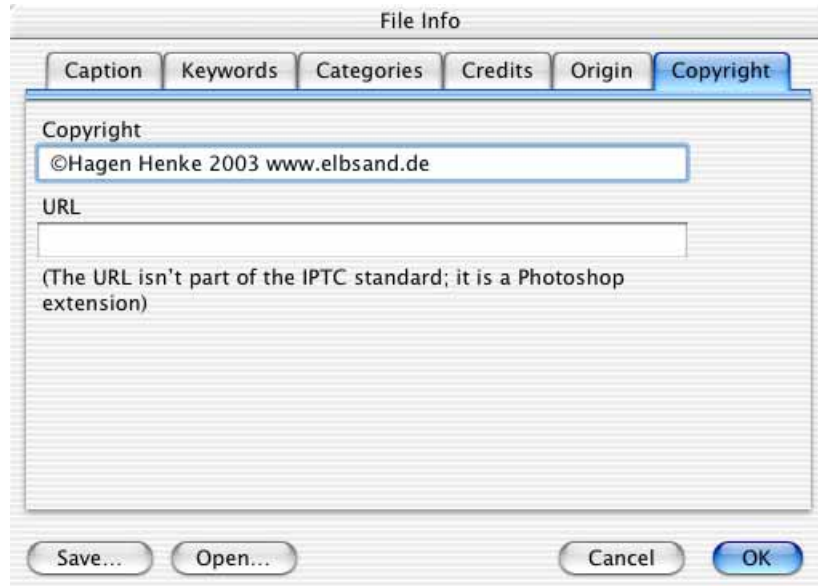 File Info
Caption Keywords Categories Credits Origin Copyright
Copyright
©Hagen Henke 2003 www.elbsand.de
URL
(The URL isn't part of the IPTC standard; it is a Photoshop
extension)
Save... Open... Cancel OK